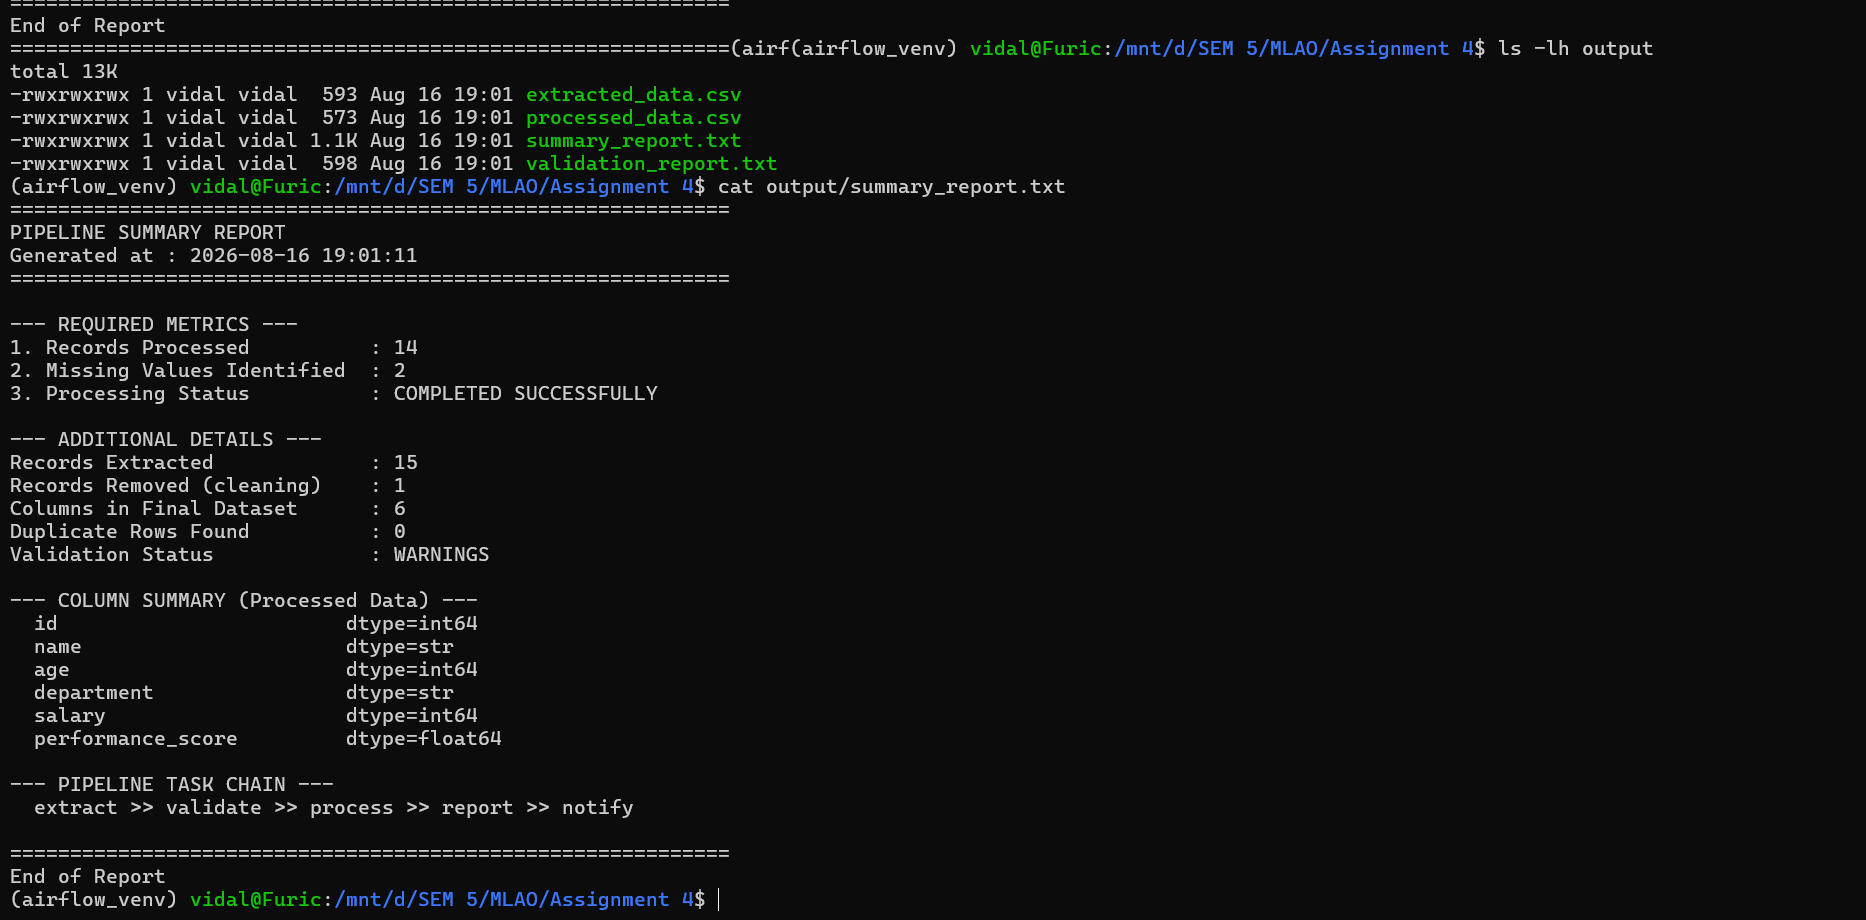 ============================================================
End of Report
============================================================(airf(airflow_venv) vidal@Furic:/mnt/d/SEM 5/MLAO/Assignment 4$ ls -lh output
total 13K
-rwxrwxrwx 1 vidal vidal  593 Aug 16 19:01 extracted_data.csv
-rwxrwxrwx 1 vidal vidal  573 Aug 16 19:01 processed_data.csv
-rwxrwxrwx 1 vidal vidal 1.1K Aug 16 19:01 summary_report.txt
-rwxrwxrwx 1 vidal vidal  598 Aug 16 19:01 validation_report.txt
(airflow_venv) vidal@Furic:/mnt/d/SEM 5/MLAO/Assignment 4$ cat output/summary_report.txt
============================================================
PIPELINE SUMMARY REPORT
Generated at : 2026-08-16 19:01:11
============================================================

--- REQUIRED METRICS ---
1. Records Processed          : 14
2. Missing Values Identified  : 2
3. Processing Status          : COMPLETED SUCCESSFULLY

--- ADDITIONAL DETAILS ---
Records Extracted             : 15
Records Removed (cleaning)    : 1
Columns in Final Dataset      : 6
Duplicate Rows Found          : 0
Validation Status             : WARNINGS

--- COLUMN SUMMARY (Processed Data) ---
  id                        dtype=int64
  name                      dtype=str
  age                       dtype=int64
  department                dtype=str
  salary                    dtype=int64
  performance_score         dtype=float64

--- PIPELINE TASK CHAIN ---
  extract >> validate >> process >> report >> notify

============================================================
End of Report
(airflow_venv) vidal@Furic:/mnt/d/SEM 5/MLAO/Assignment 4$